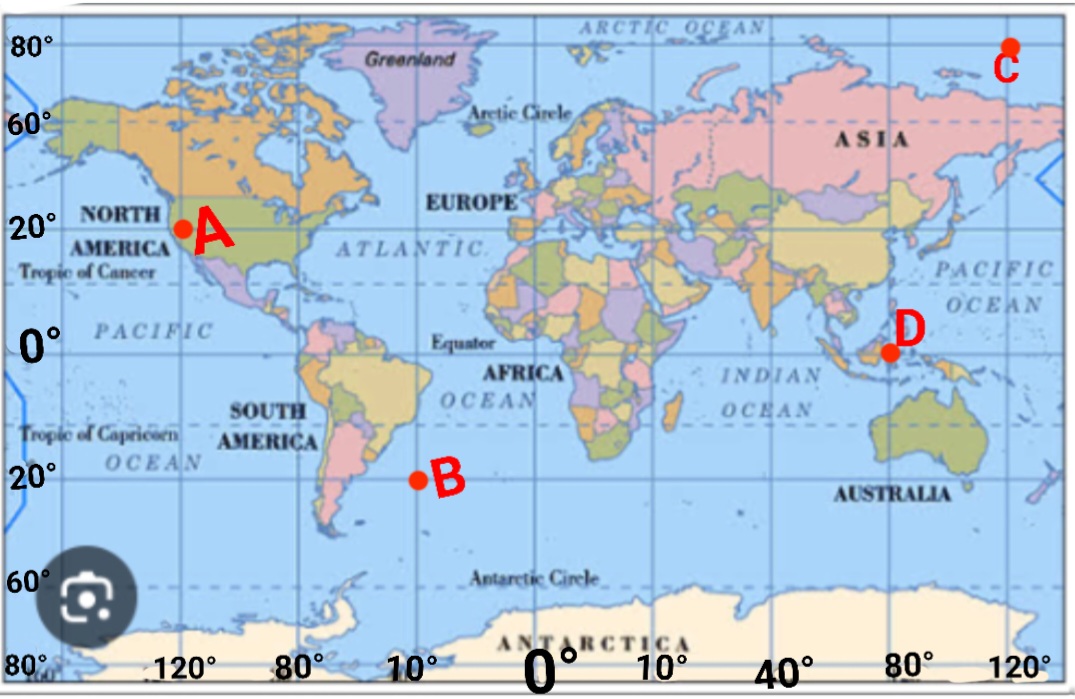 ARCTIC OCEAN
80°
Greenland
C
Arctic Circle
60°
ASIA
EUROPE
NORTH
AMERICA
A
20°
ATLANTIC
Tropic of Cancer
PACIFIC
OCEAN
PACIFIC
D
0°
Equator
AFRICA
INDIAN
OCEAN
OCEAN
SOUTH
AMERICA
Tropic of Capricorn
OCEAN
20°
B
AUSTRALIA
60°
Antarctic Circle
ANTARCTICA
80° 120° 80° 10° 0° 10° 40° 80° 120°